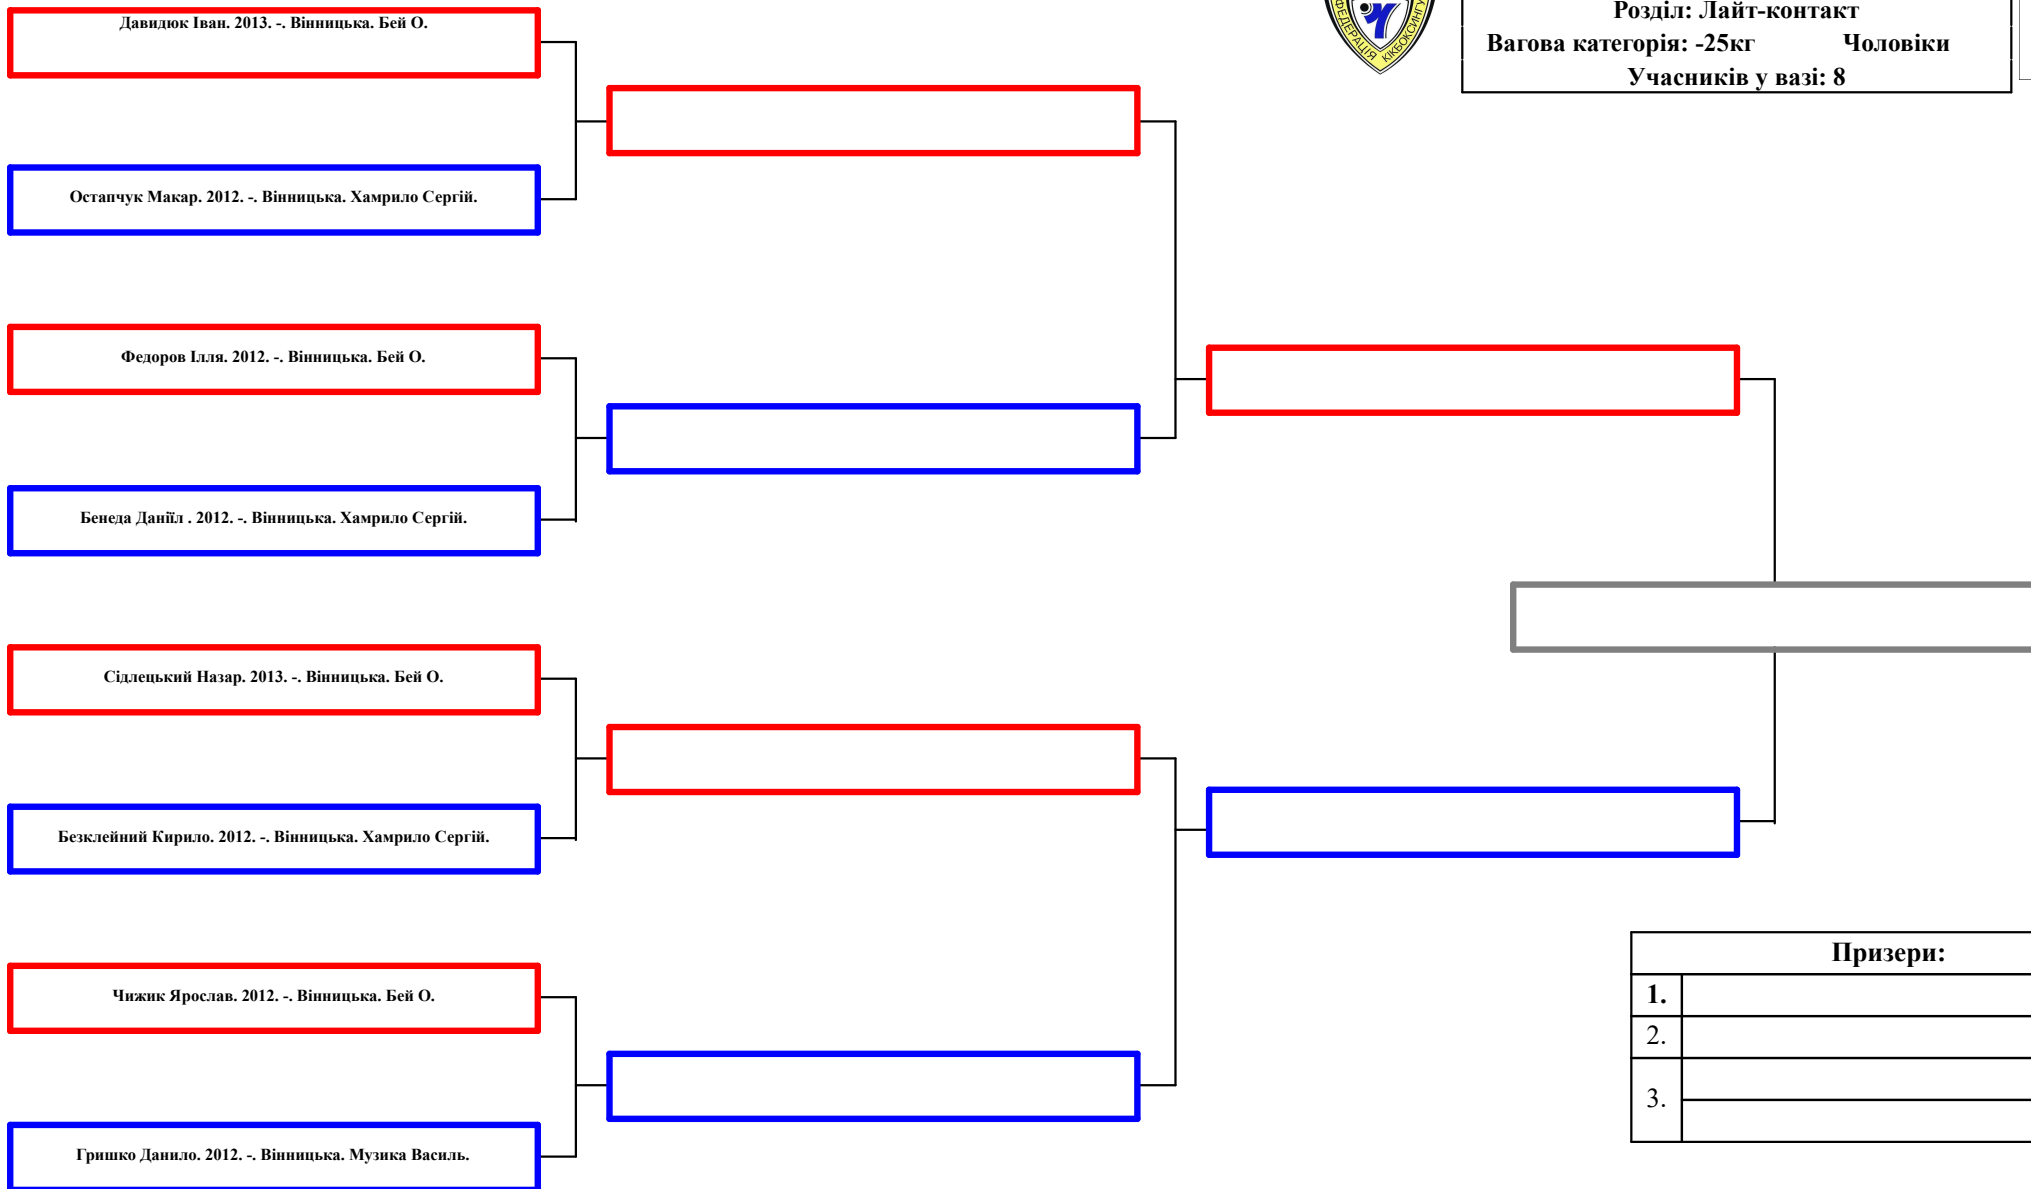 Давидюк Іван. 2013. -. Вінницька. Бей О.
ФЕДЕРАЦІЯ КІКБОКСИНГУ
Розділ: Лайт-контакт
Вагова категорія: -25кг Чоловіки
Учасників у вазі: 8
Остапчук Макар. 2012. -. Вінницька. Хамрило Сергій.
Федоров Ілля. 2012. -. Вінницька. Бей О.
Бенеда Даніїл . 2012. -. Вінницька. Хамрило Сергій.
Сідлецький Назар. 2013. -. Вінницька. Бей О.
Безклейний Кирило. 2012. -. Вінницька. Хамрило Сергій.
Чижик Ярослав. 2012. -. Вінницька. Бей О.
Гришко Данило. 2012. -. Вінницька. Музика Василь.
Призери:
1.
2.
3.